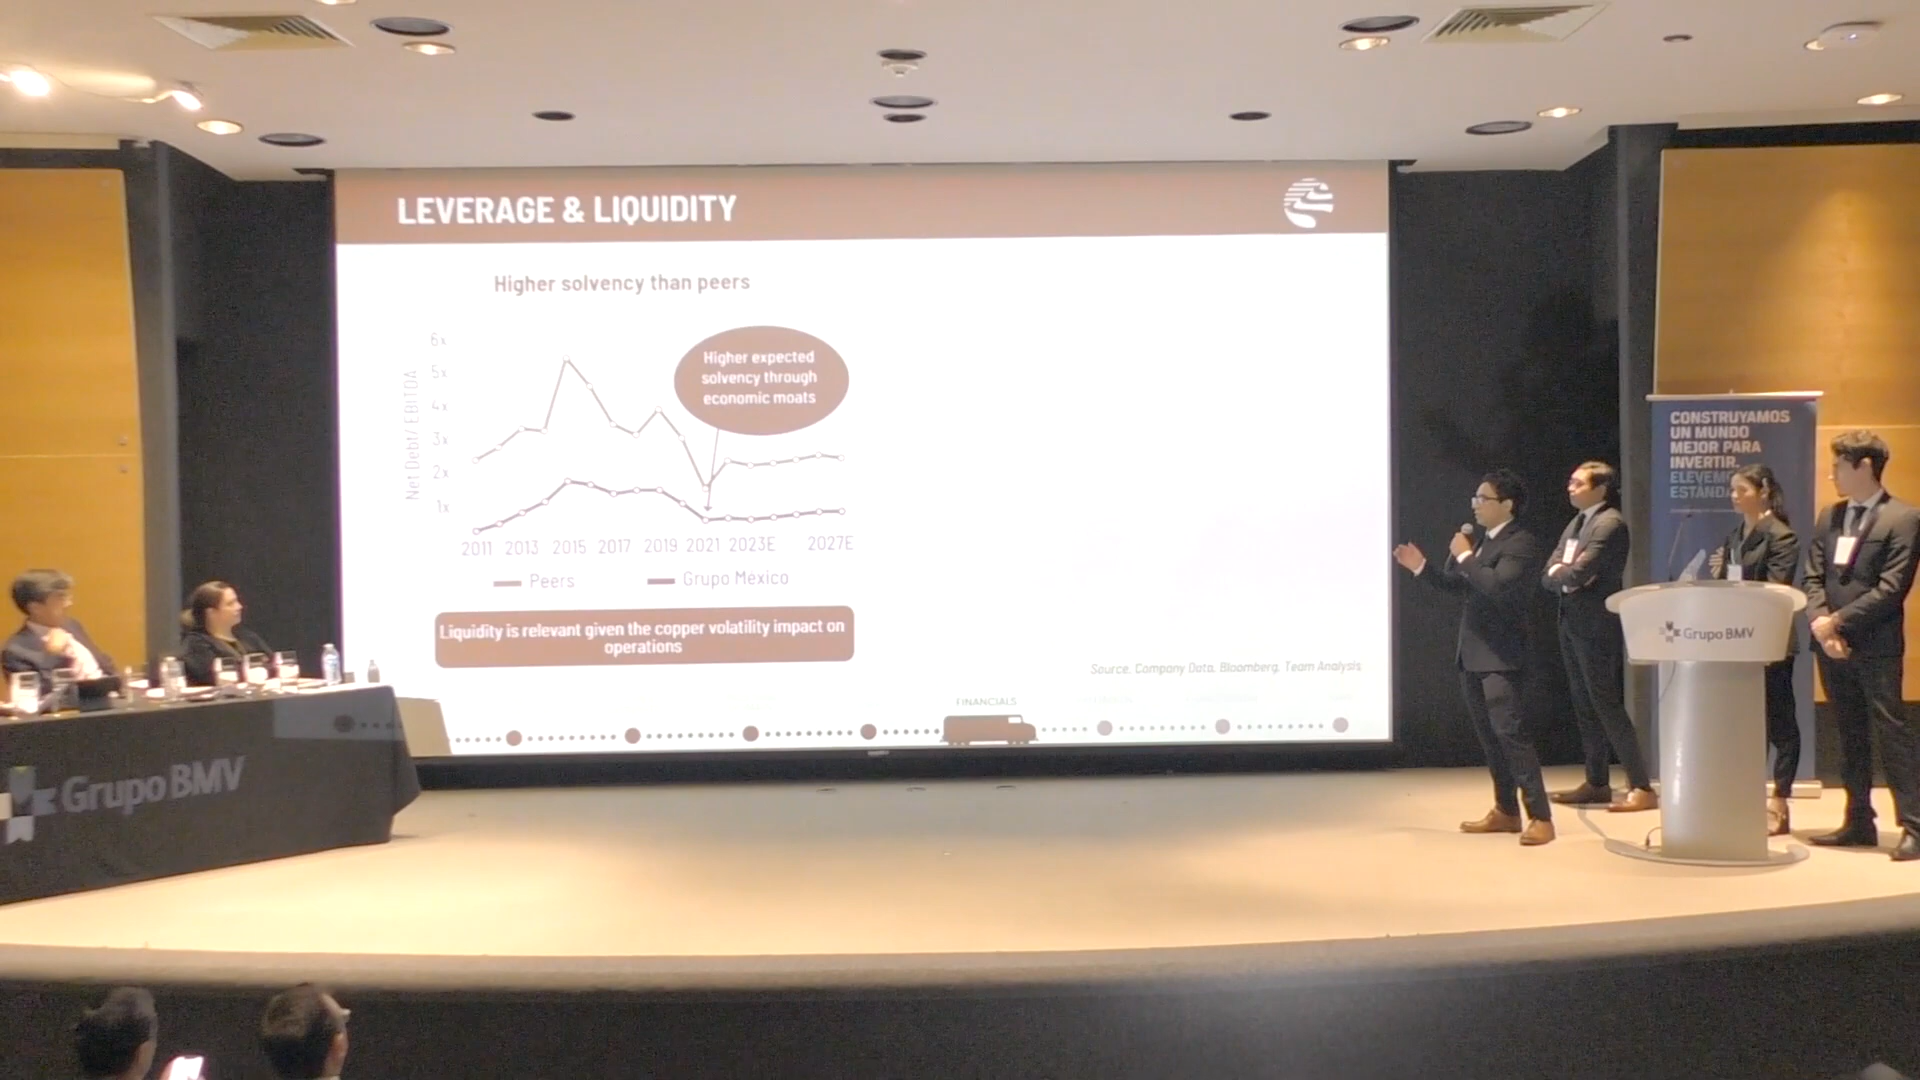 LEVERAGE & LIQUIDITY
Higher solvency than peers
6x
5x
4x
3x
2x
1x
Net Debt/ EBITDA
Higher expected
solvency through
economic moats
2011 2013 2015 2017 2019 2021 2023E 2027E
Peers
Grupo México
Liquidity is relevant given the copper volatility impact on
operations
Source. Company Data, Bloomberg, Team Analysis
FINANCIALS
CONSTRUYAMOS
UN MUNDO
MEJOR PARA
INVERTIR.
Grupo BMV
Grupo BMV